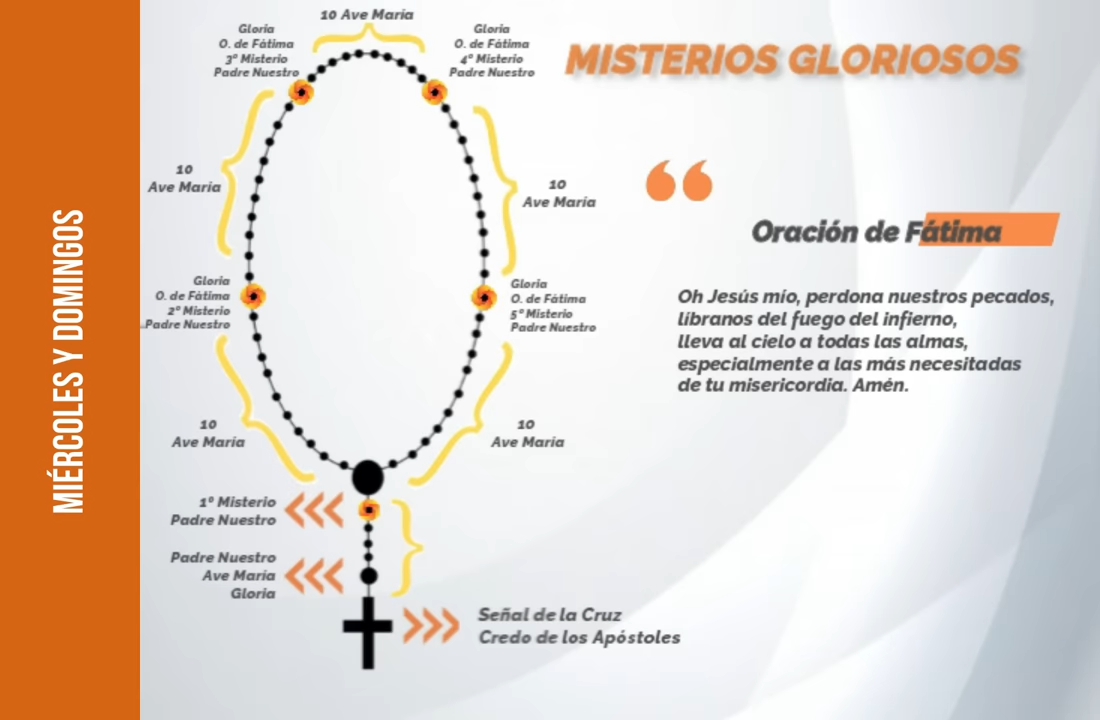 MIÉRCOLES Y DOMINGOS
MISTERIOS GLORIOSOS
10 Ave María
Gloria
O. de Fátima
3º Misterio
Padre Nuestro
Gloria
O. de Fátima
4º Misterio
Padre Nuestro
10
Ave María
10
Ave María
Gloria
O. de Fátima
2º Misterio
Padre Nuestro
Gloria
O. de Fátima
5º Misterio
Padre Nuestro
10
Ave María
10
Ave María
1º Misterio
Padre Nuestro
Padre Nuestro
Ave María
Gloria
Señal de la Cruz
Credo de los Apóstoles
“
Oración de Fátima
Oh Jesús mío, perdona nuestros pecados,
líbranos del fuego del infierno,
lleva al cielo a todas las almas,
especialmente a las más necesitadas
de tu misericordia. Amén.